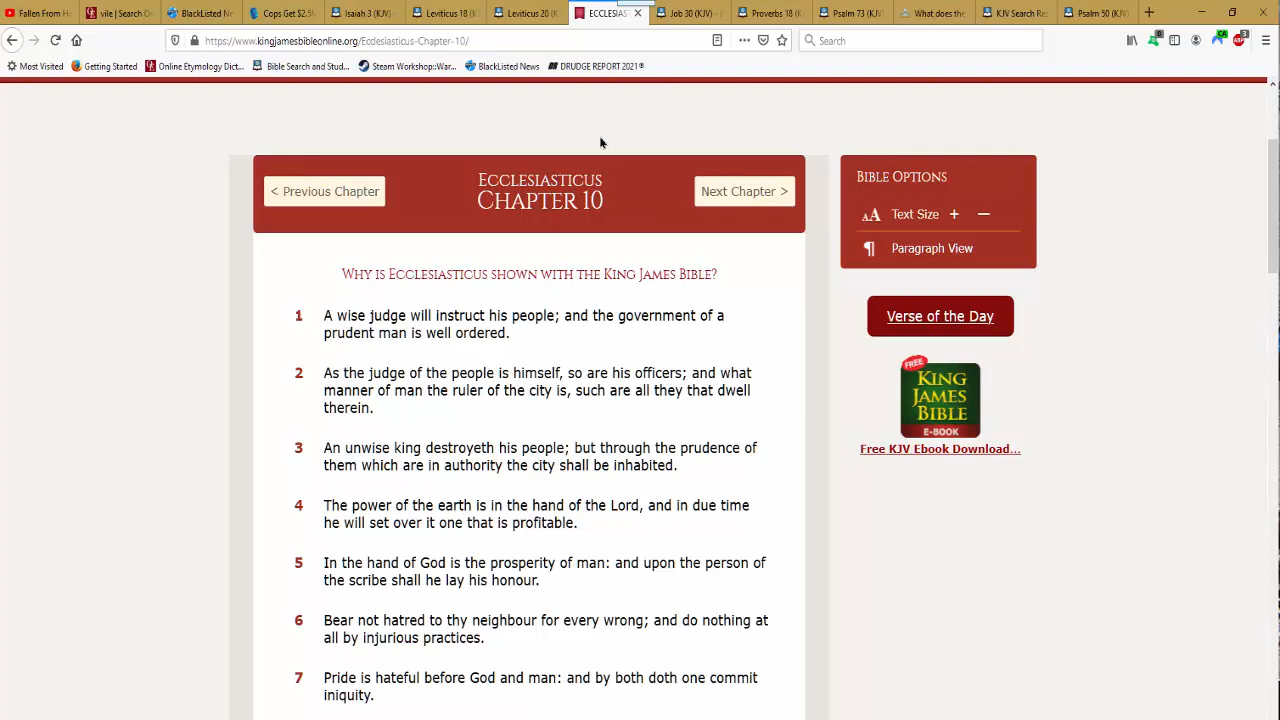 Fallen From He
vile | Search On
BlackListed Ne
Cops Get $2.5M
Isaiah 3 (KJV) -
Leviticus 18 (K
Leviticus 20 (K
ECCLESIAST
Job 30 (KJV) -
Proverbs 18 (K
Psalm 73 (KJV
What does the
KJV Search Res
Psalm 50 (KJV
https://www.kingjamesbibleonline.org/Ecclesiasticus-Chapter-10/
Search
Most Visited
Getting Started
Online Etymology Dict...
Bible Search and Stud...
Steam Workshop::War...
BlackListed News
DRUDGE REPORT 2021®
< Previous Chapter
Ecclesiasticus
Chapter 10
Next Chapter >
Why is Ecclesiasticus shown with the King James Bible?
1 A wise judge will instruct his people; and the government of a
prudent man is well ordered.
2 As the judge of the people is himself, so are his officers; and what
manner of man the ruler of the city is, such are all they that dwell
therein.
3 An unwise king destroyeth his people; but through the prudence of
them which are in authority the city shall be inhabited.
4 The power of the earth is in the hand of the Lord, and in due time
he will set over it one that is profitable.
5 In the hand of God is the prosperity of man: and upon the person of
the scribe shall he lay his honour.
6 Bear not hatred to thy neighbour for every wrong; and do nothing at
all by injurious practices.
7 Pride is hateful before God and man: and by both doth one commit
iniquity.
Bible Options
AA Text Size + –
¶ Paragraph View
Verse of the Day
FREE
KING
JAMES
BIBLE
E-BOOK
Free KJV Ebook Download...